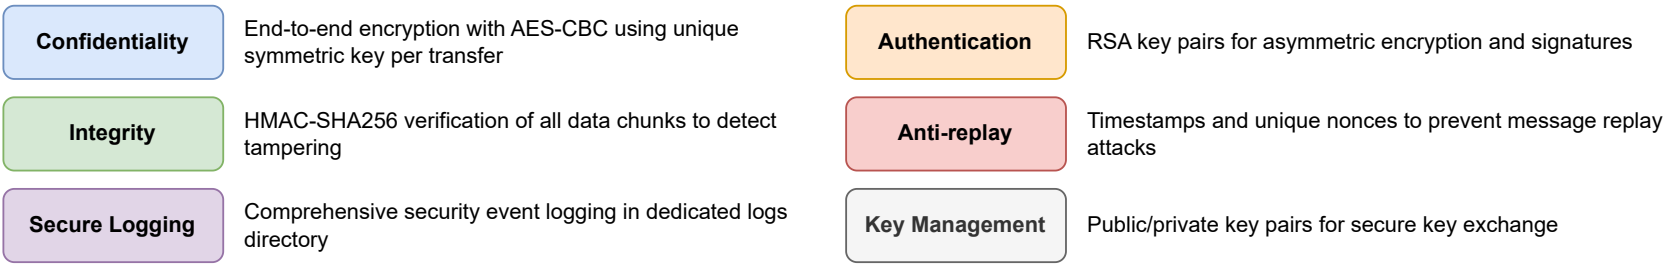 Confidentiality
End-to-end encryption with AES-CBC using unique
symmetric key per transfer
Authentication
RSA key pairs for asymmetric encryption and signatures
Integrity
HMAC-SHA256 verification of all data chunks to detect
tampering
Anti-replay
Timestamps and unique nonces to prevent message replay
attacks
Secure Logging
Comprehensive security event logging in dedicated logs
directory
Key Management
Public/private key pairs for secure key exchange